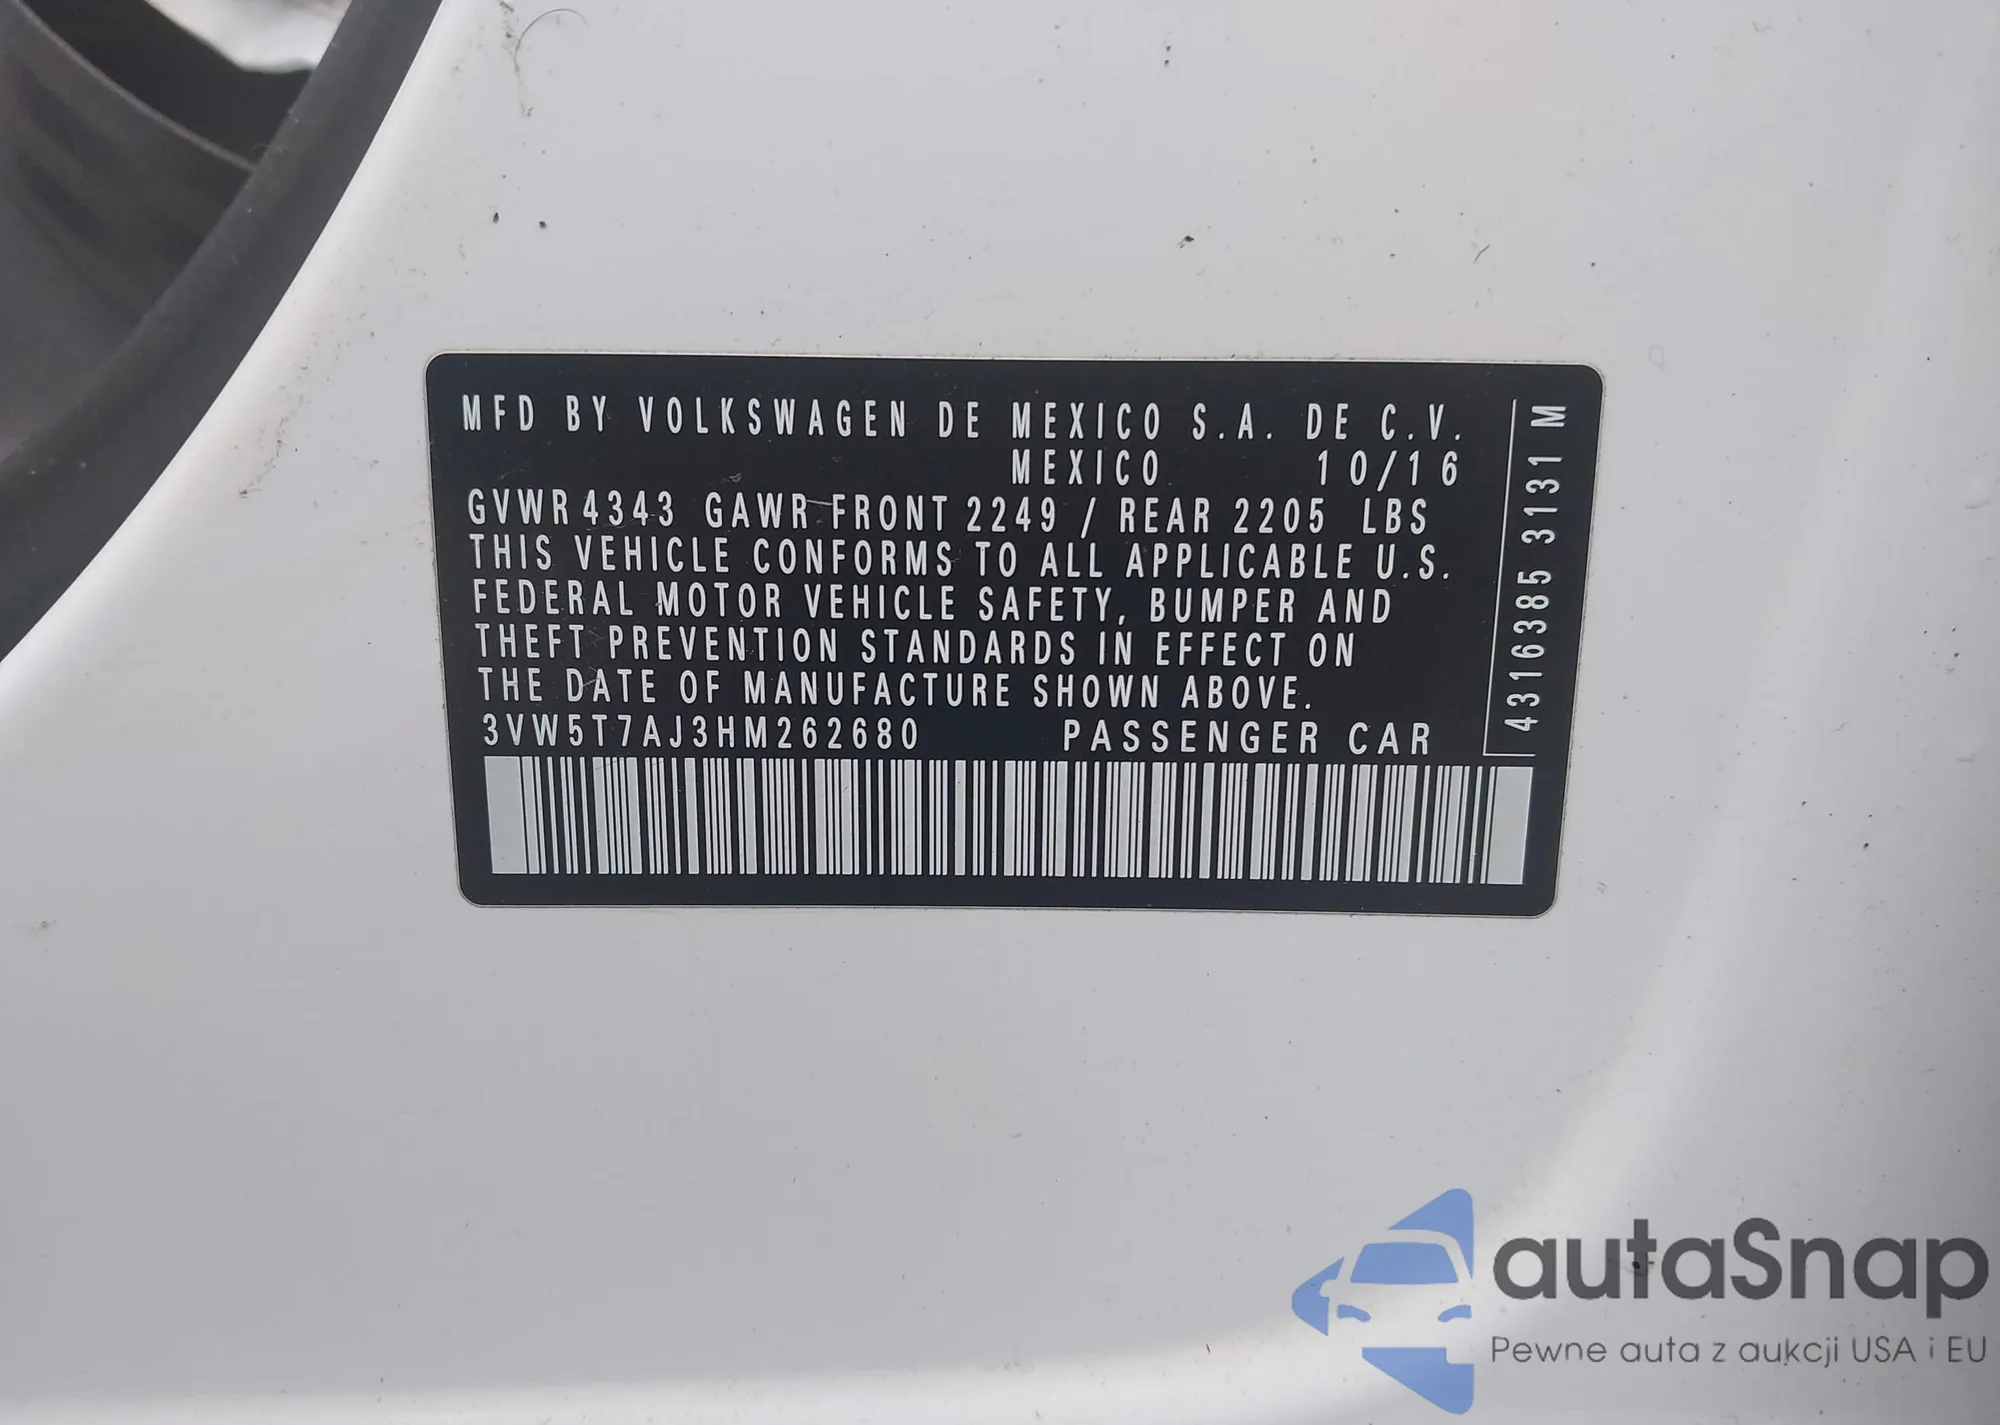 MFD BY VOLKSWAGEN DE MEXICO S.A. DE C.V.
MEXICO 10/16
GVWR 4343 GAWR FRONT 2249 / REAR 2205 LBS
THIS VEHICLE CONFORMS TO ALL APPLICABLE U.S.
FEDERAL MOTOR VEHICLE SAFETY, BUMPER AND
THEFT PREVENTION STANDARDS IN EFFECT ON
THE DATE OF MANUFACTURE SHOWN ABOVE.
3VW5T7AJ3HM262680 PASSENGER CAR
4316385 3131 M
autaSnap
Pewne auta z aukcji USA i EU